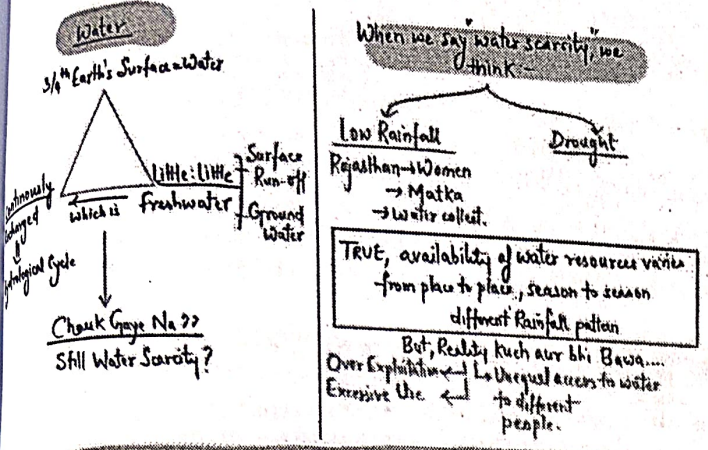 Water
3/4th Earth's Surface=Water
Little:Little
freshwater
Surface
Run-off
Ground
Water
which is
Continously
Recharged
Hydrological Cycle
Chauk Gaye Na??
Still Water Scarcity?
When we say "water scarcity," we
think:-
Low Rainfall
Rajasthan→Women
→ Matka
→ Water collect.
Drought
TRUE, availability of water resources varies
from place to place, season to season
different Rainfall pattern
But, Reality kuch aur bhi Bawa....
Over Exploitation
Excessive Use
Unequal access to water
to different
people.